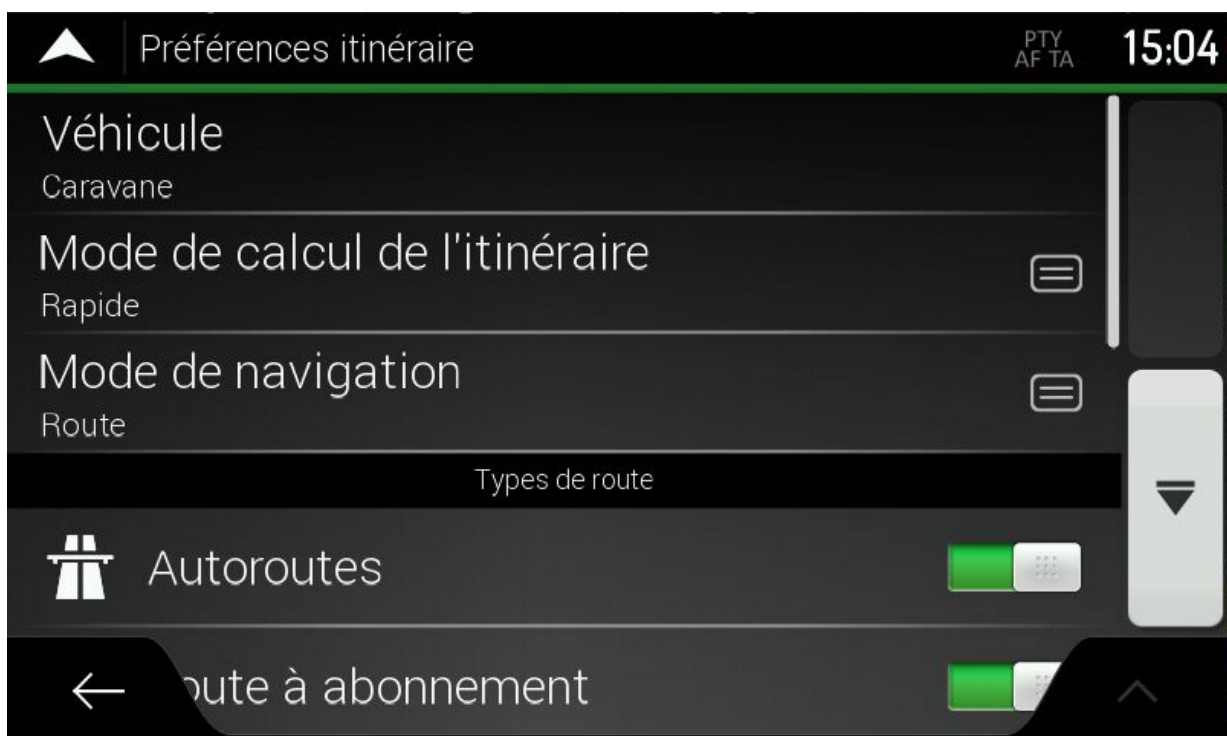 Préférences itinéraire
PTY
AF TA
15:04
Véhicule
Caravane
Mode de calcul de l'itinéraire
Rapide
Mode de navigation
Route
Types de route
Autoroutes
oute à abonnement